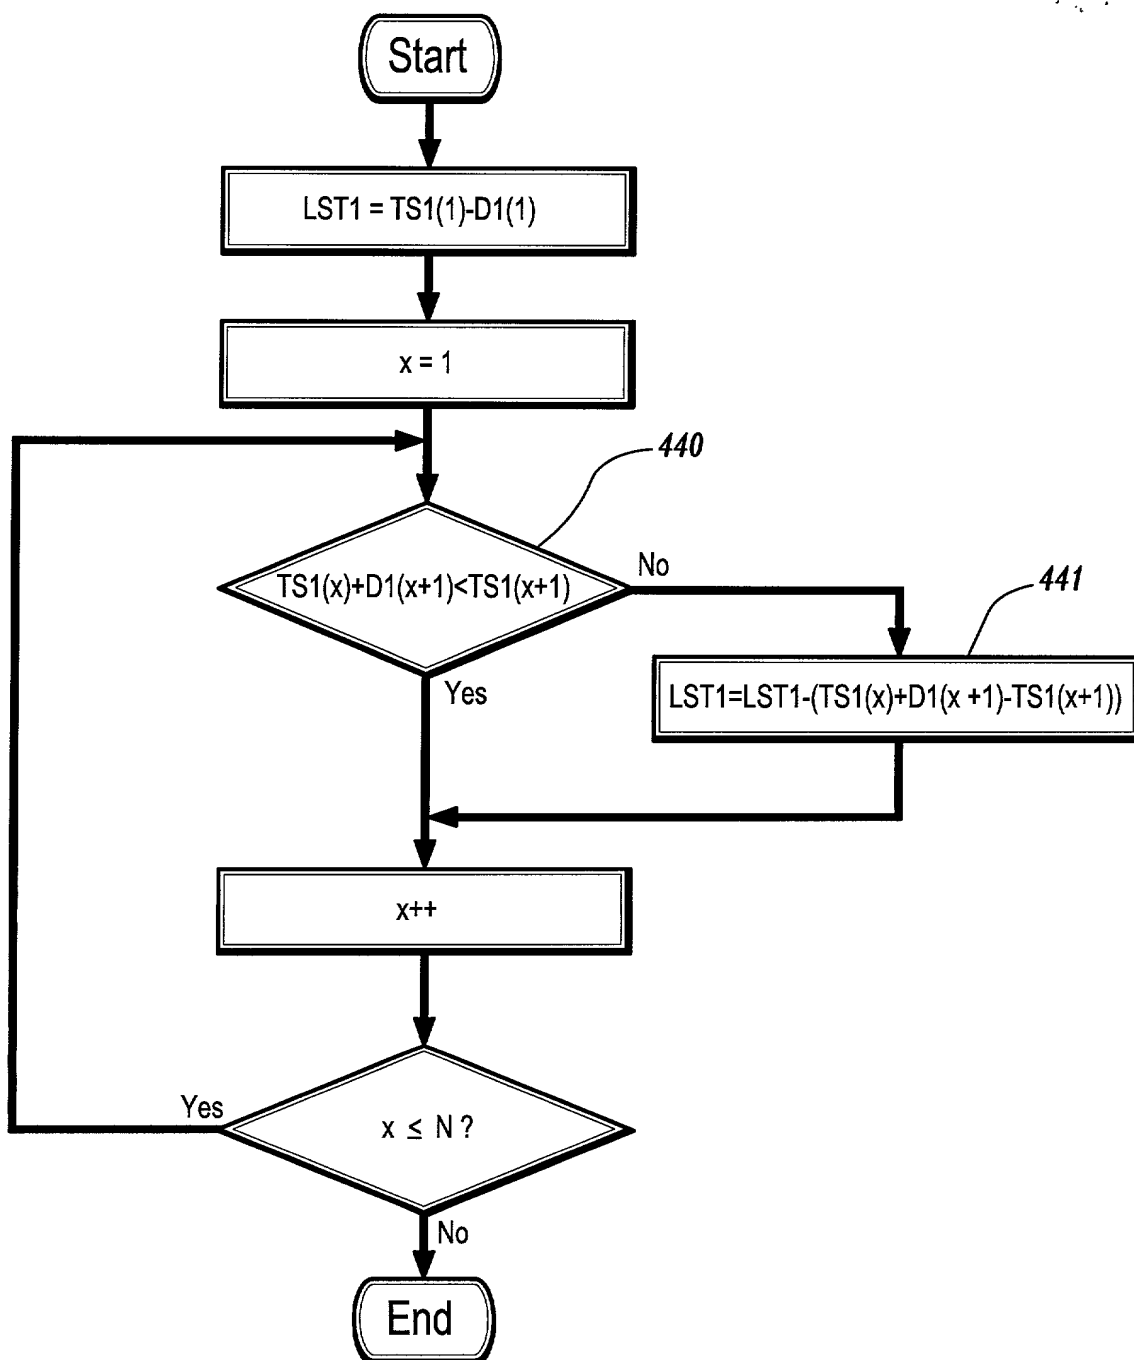 Start
LST1 = TS1(1)-D1(1)
x = 1
440
TS1(x)+D1(x+1)<TS1(x+1)
No
441
Yes
LST1=LST1-(TS1(x)+D1(x +1)-TS1(x+1))
x++
Yes
x ≤ N ?
No
End